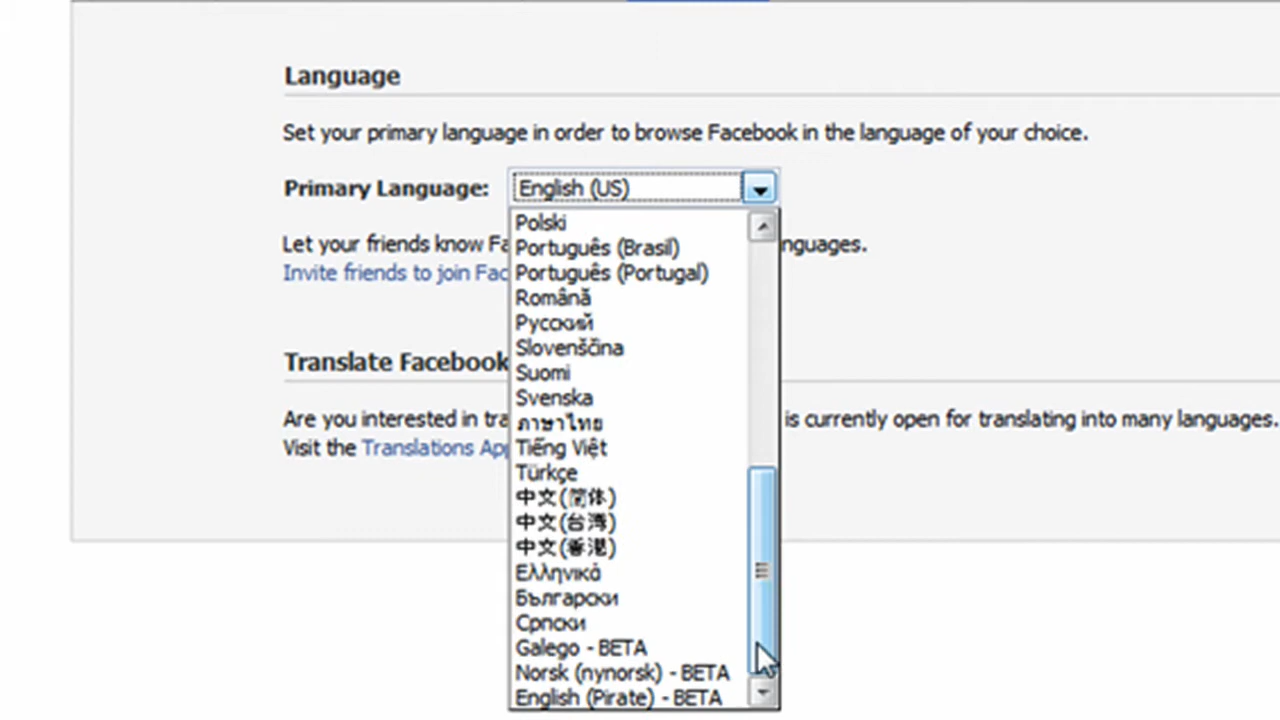 Language
Set your primary language in order to browse Facebook in the language of your choice.
Primary Language: English (US)
Polski
Let your friends know Fa nguages.
Português (Brasil)
Invite friends to join Fac
Português (Portugal)
Română
Русский
Slovenščina
Translate Facebook
Suomi
Svenska
Are you interested in tra is currently open for translating into many languages.
ภาษาไทย
Visit the Translations App
Tiếng Việt
Türkçe
中文(简体)
中文(台灣)
中文(香港)
Ελληνικά
Български
Српски
Galego - BETA
Norsk (nynorsk) - BETA
English (Pirate) - BETA